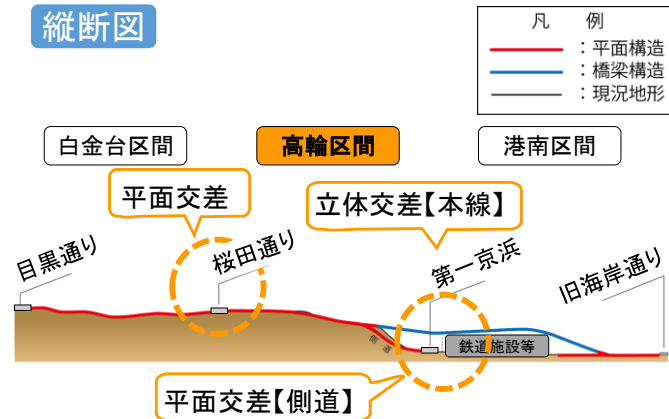 縦断図
凡　例
：平面構造
：橋梁構造
：現況地形
白金台区間
高輪区間
港南区間
平面交差
立体交差【本線】
目黒通り
桜田通り
第一京浜
旧海岸通り
側道
鉄道施設等
平面交差【側道】